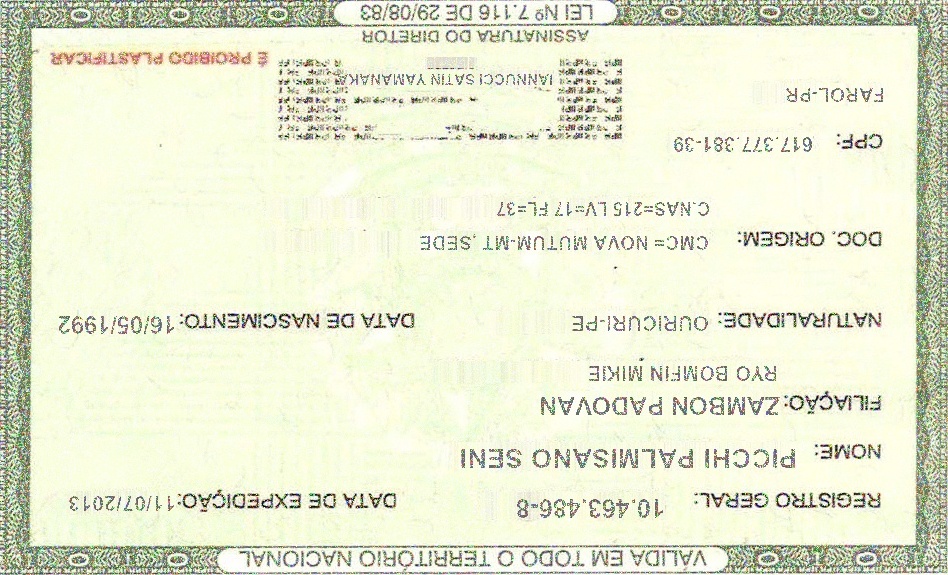 VÁLIDA EM TODO O TERRITÓRIO NACIONAL
REGISTRO GERAL: 10.463.486-8 DATA DE EXPEDIÇÃO: 11/07/2013
NOME: PICCHI PALMISANO SENI
FILIAÇÃO: ZAMBON PADOVAN
RYO BOMFIN MIKIE
NATURALIDADE: OURICURI-PE DATA DE NASCIMENTO: 16/05/1992
DOC. ORIGEM: CMC= NOVA MUTUM-MT, SEDE
C.NAS=215 LV=17 FL=37
CPF: 617.377.381-39
FAROL-PR
IANNUCCI SATIN YAMANAKA
ASSINATURA DO DIRETOR
É PROIBIDO PLASTIFICAR
LEI Nº 7.116 DE 29/08/83